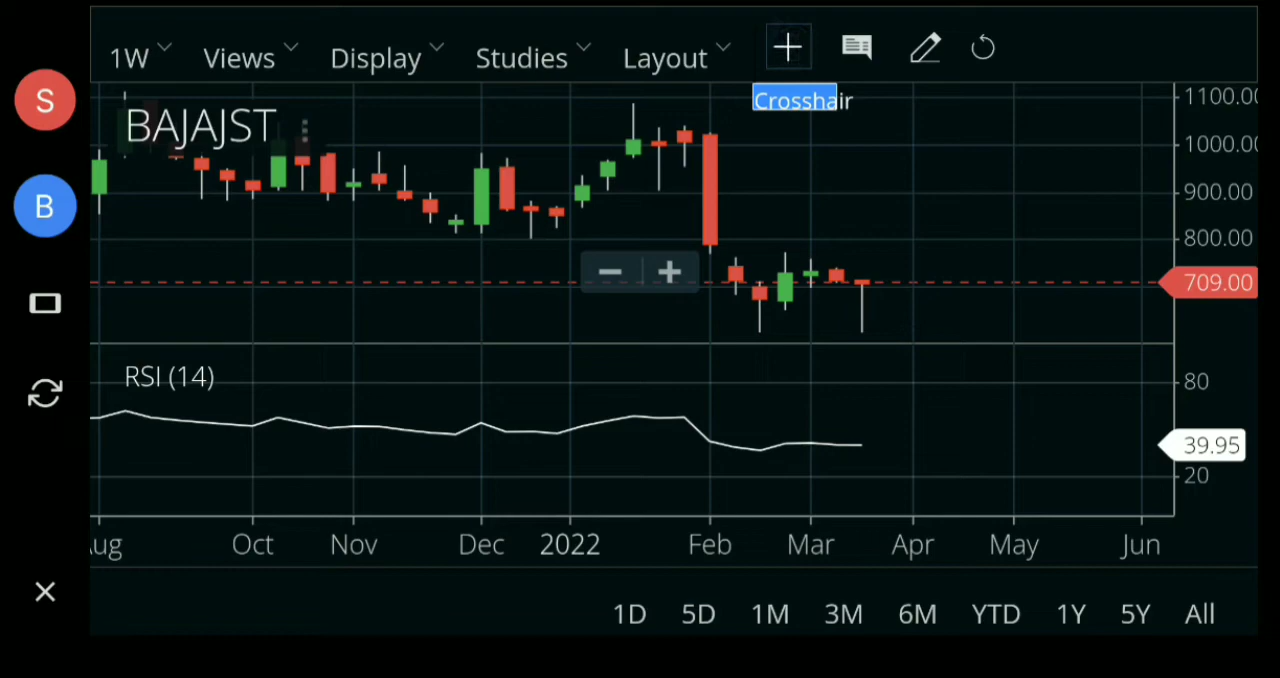 1W Views Display Studies Layout
Crosshair
S
BAJAJST
B
1100.00
1000.00
900.00
800.00
709.00
RSI (14)
80
39.95
20
Oct Nov Dec 2022 Feb Mar Apr May Jun
1D 5D 1M 3M 6M YTD 1Y 5Y All